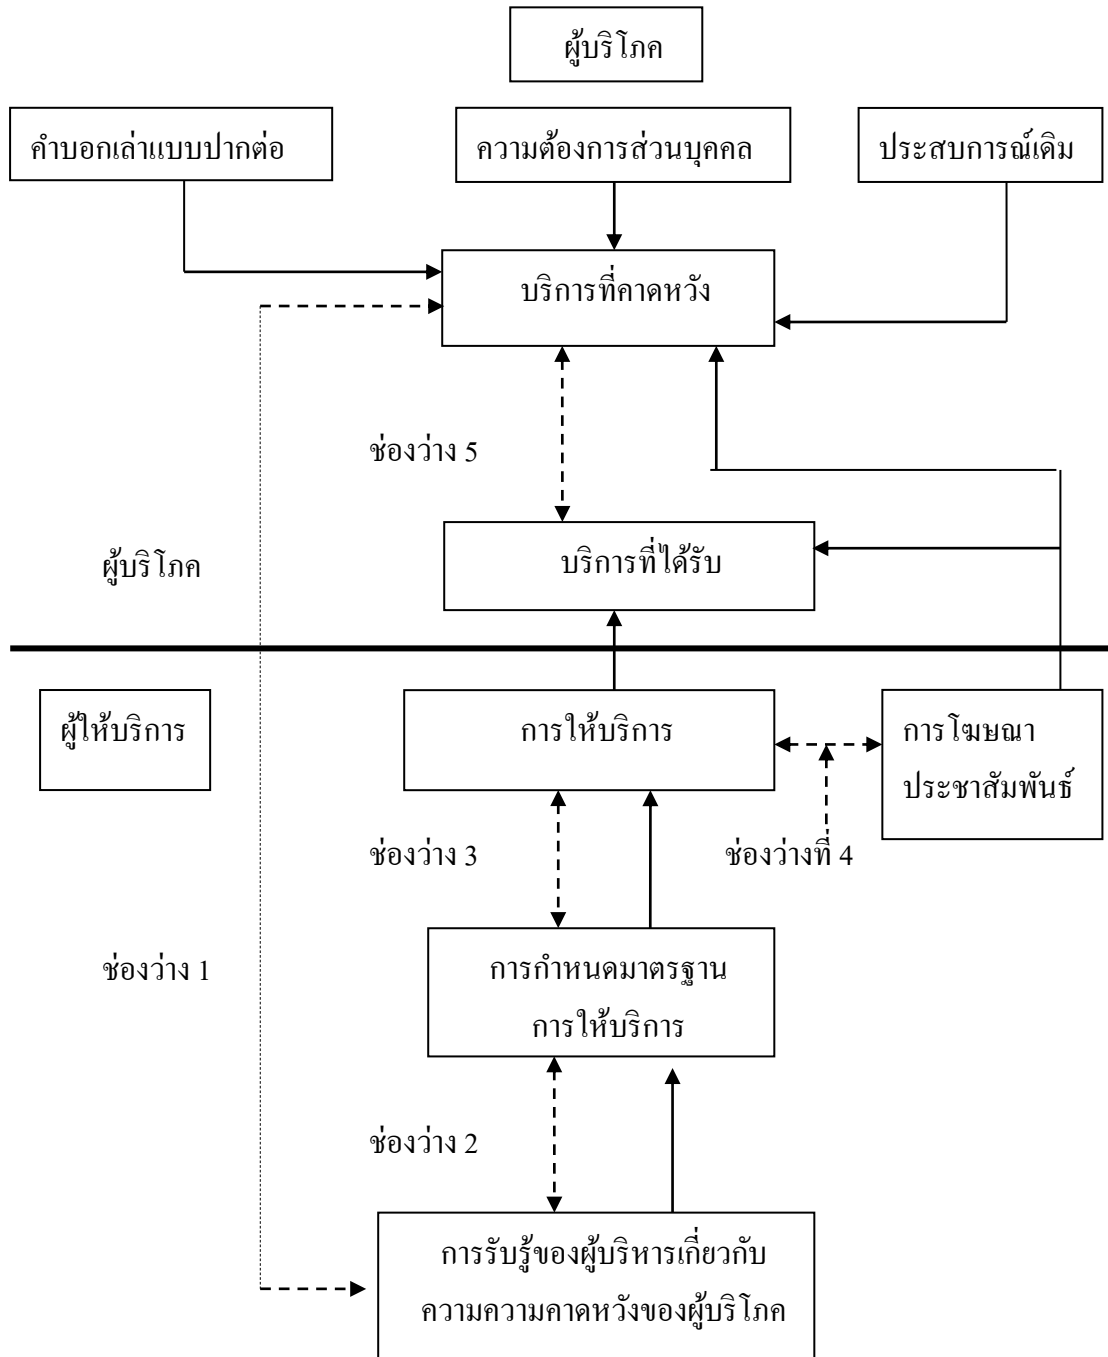 ผู้บริโภค
คำบอกเล่าแบบปากต่อ
ความต้องการส่วนบุคคล
ประสบการณ์เดิม
บริการที่คาดหวัง
ช่องว่าง 5
บริการที่ได้รับ
ผู้บริโภค
ผู้ให้บริการ
การให้บริการ
การโฆษณา
ประชาสัมพันธ์
ช่องว่าง 3
ช่องว่างที่ 4
ช่องว่าง 1
การกำหนดมาตรฐาน
การให้บริการ
ช่องว่าง 2
การรับรู้ของผู้บริหารเกี่ยวกับ
ความความคาดหวังของผู้บริโภค